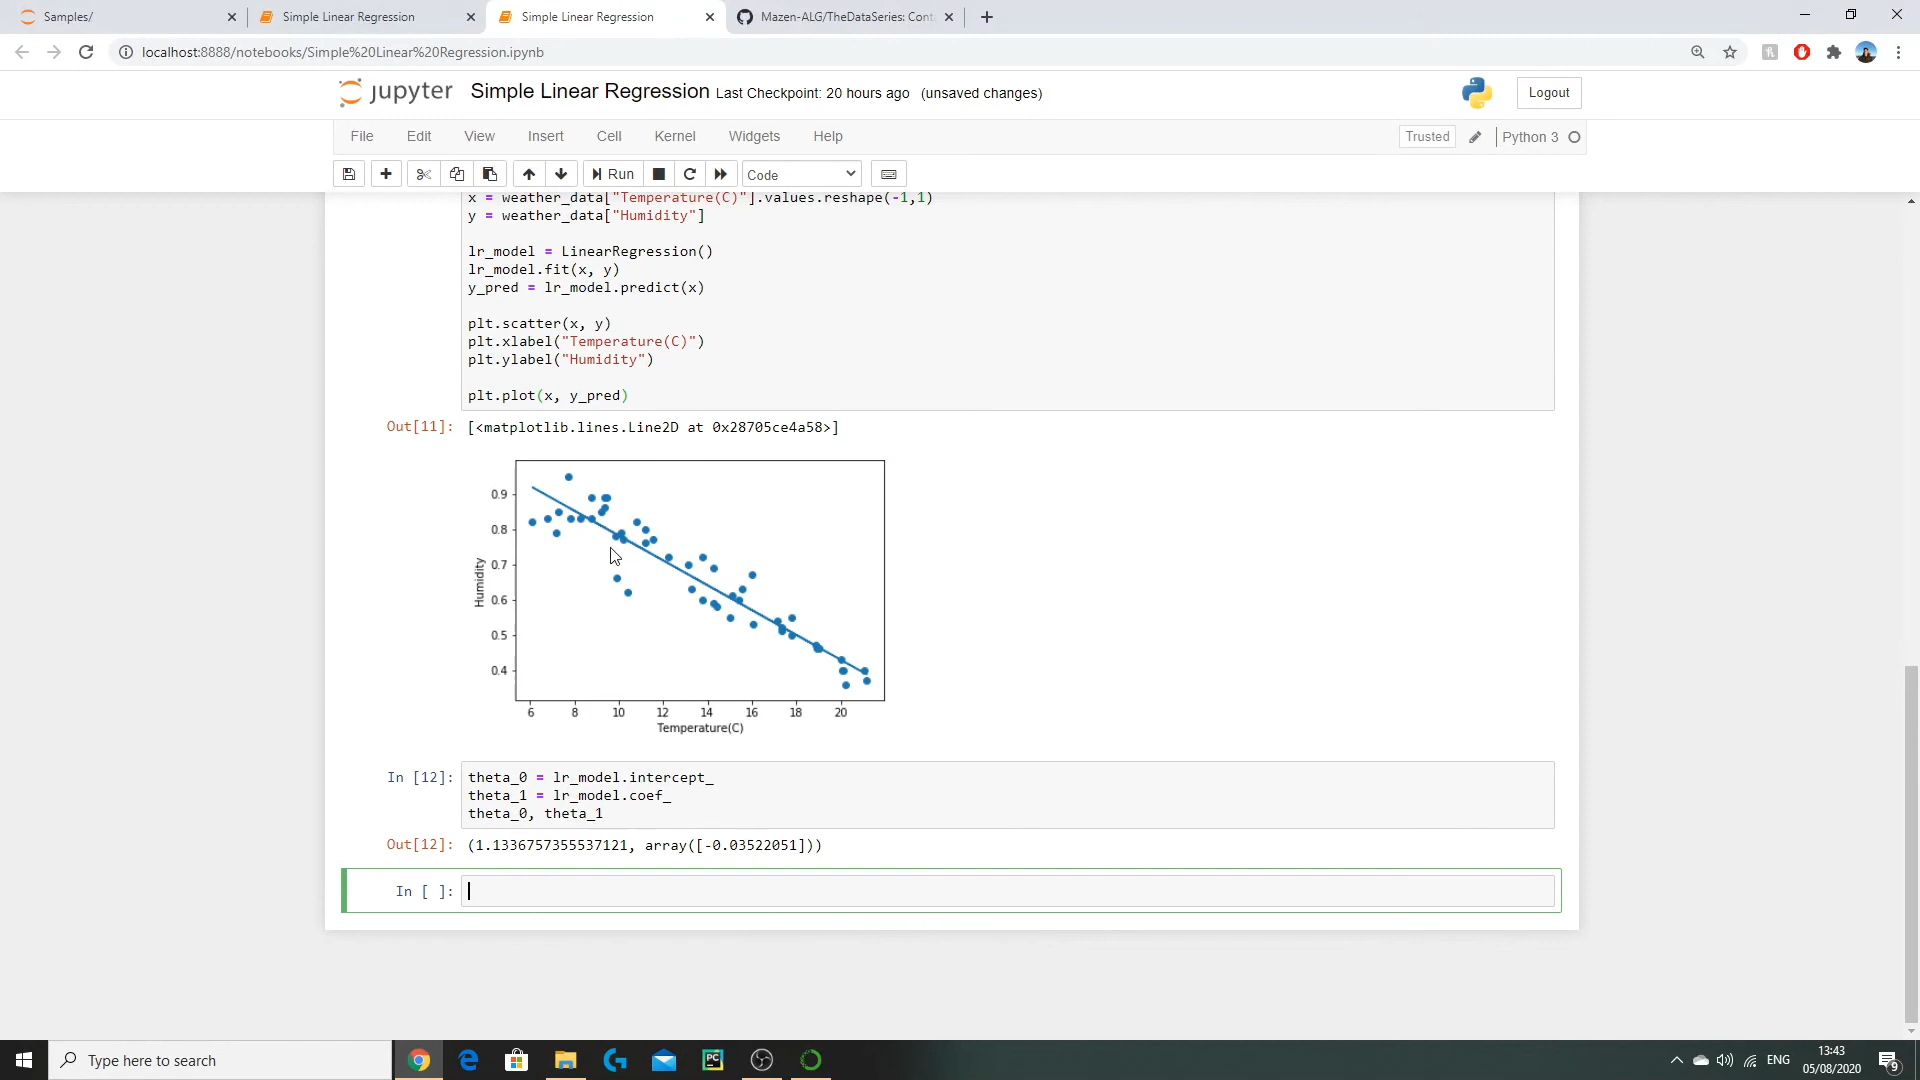 Samples/
Simple Linear Regression
Simple Linear Regression
Mazen-ALG/TheDataSeries: Cont
localhost:8888/notebooks/Simple%20Linear%20Regression.ipynb
jupyter Simple Linear Regression Last Checkpoint: 20 hours ago (unsaved changes)
Logout
File Edit View Insert Cell Kernel Widgets Help
Trusted Python 3
Run Code
x = weather_data["Temperature(C)"].values.reshape(-1,1)
y = weather_data["Humidity"]
lr_model = LinearRegression()
lr_model.fit(x, y)
y_pred = lr_model.predict(x)
plt.scatter(x, y)
plt.xlabel("Temperature(C)")
plt.ylabel("Humidity")
plt.plot(x, y_pred)
Out[11]: [<matplotlib.lines.Line2D at 0x28705ce4a58>]
0.9
0.8
0.7
0.6
0.5
0.4
Humidity
6 8 10 12 14 16 18 20
Temperature(C)
In [12]: theta_0 = lr_model.intercept_
theta_1 = lr_model.coef_
theta_0, theta_1
Out[12]: (1.1336757355537121, array([-0.03522051]))
In [ ]:
Type here to search
PC
ENG
13:43
05/08/2020
9